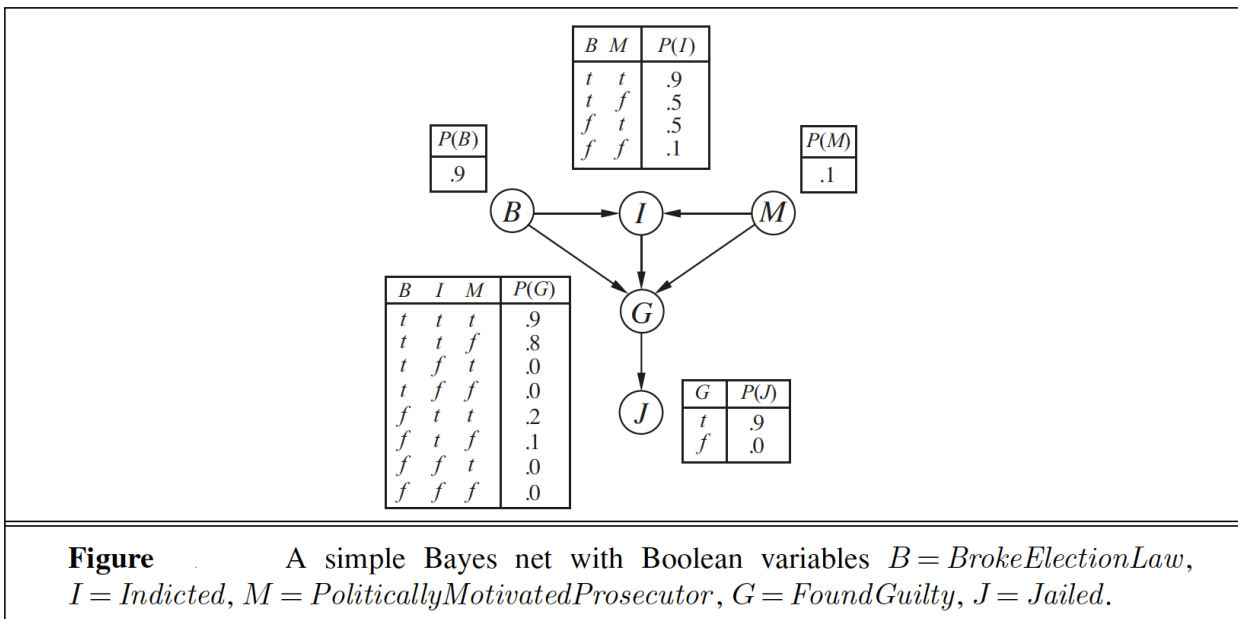 B M P(I)
t t .9
t f .5
f t .5
f f .1
P(B)
.9
P(M)
.1
B
I
M
B I M P(G)
t t t .9
t t f .8
t f t .0
t f f .0
f t t .2
f t f .1
f f t .0
f f f .0
G
J
G P(J)
t .9
f .0
Figure A simple Bayes net with Boolean variables B = BrokeElectionLaw,
I = Indicted, M = PoliticallyMotivatedProsecutor, G = FoundGuilty, J = Jailed.